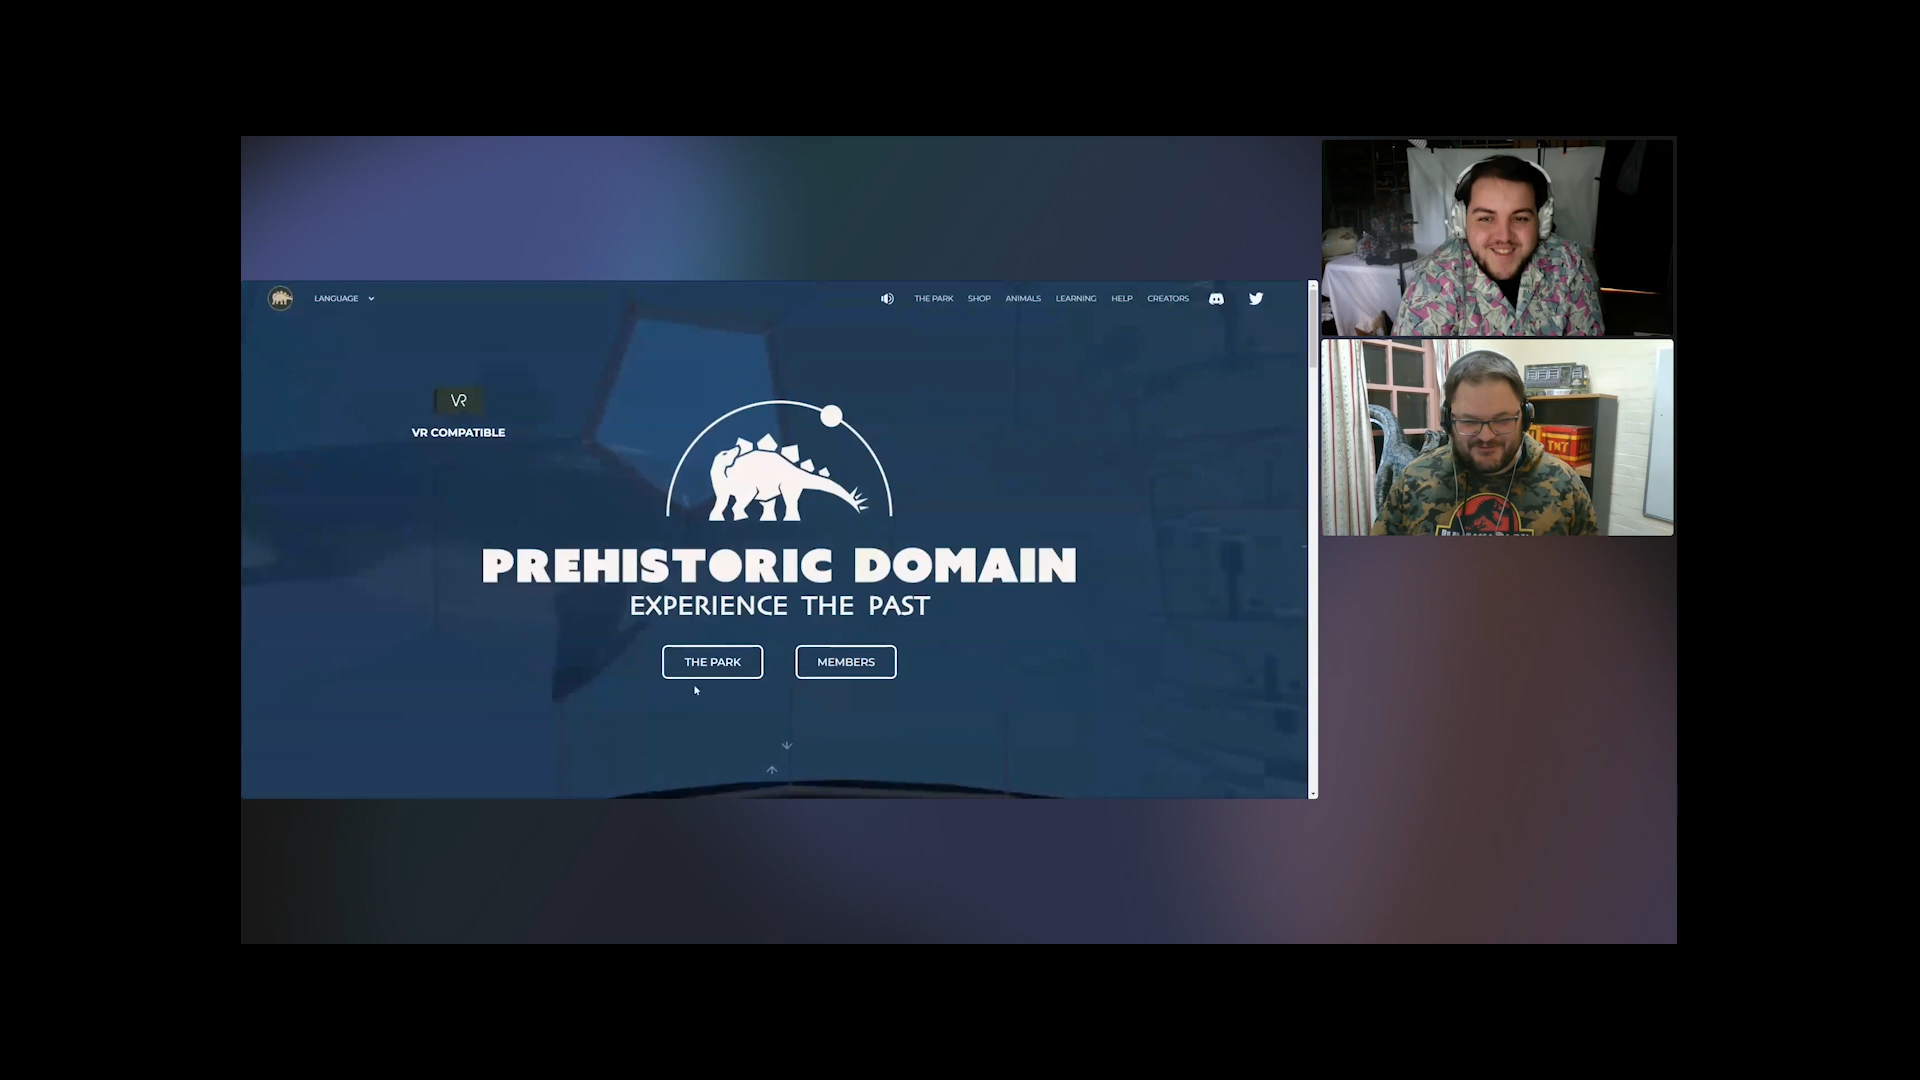 LANGUAGE
THE PARK
SHOP
ANIMALS
LEARNING
HELP
CREATORS
VR
VR COMPATIBLE
PREHISTORIC DOMAIN
EXPERIENCE THE PAST
THE PARK
MEMBERS
TNT